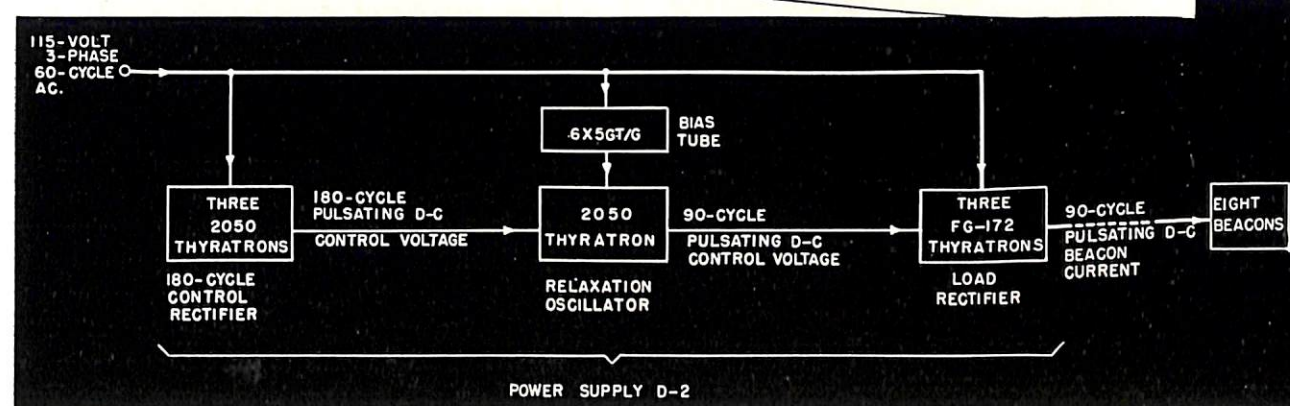 115-VOLT
3-PHASE
60-CYCLE
AC.
6X5GT/G
BIAS
TUBE
THREE
2050
THYRATRONS
180-CYCLE
PULSATING D-C
CONTROL VOLTAGE
2050
THYRATRON
90-CYCLE
PULSATING D-C
CONTROL VOLTAGE
THREE
FG-172
THYRATRONS
90-CYCLE
PULSATING D-C
BEACON
CURRENT
EIGHT
BEACONS
180-CYCLE
CONTROL
RECTIFIER
RELAXATION
OSCILLATOR
LOAD
RECTIFIER
POWER SUPPLY D-2